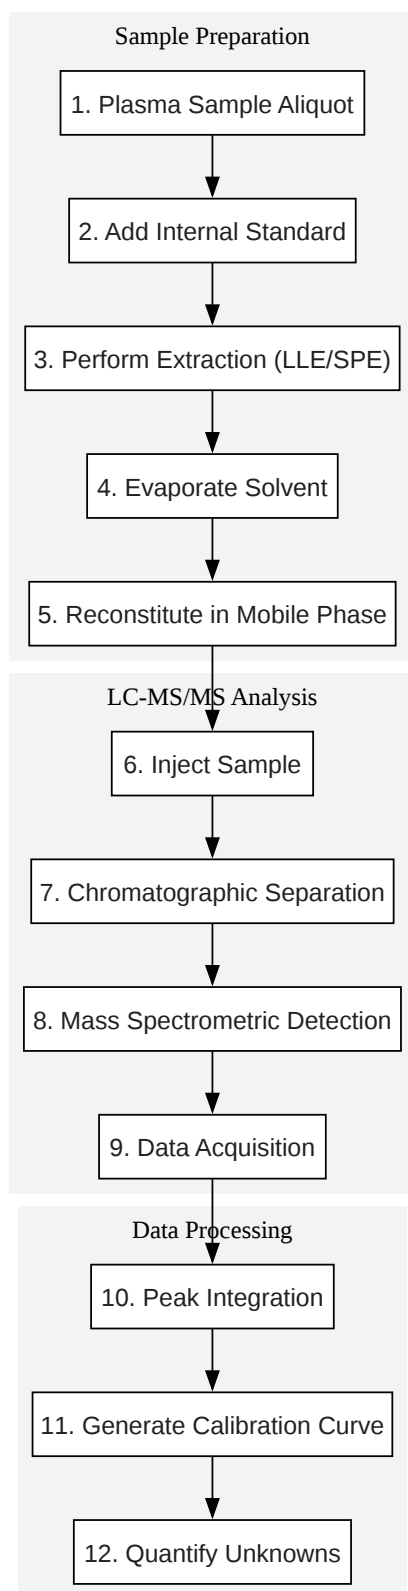 Sample Preparation
1. Plasma Sample Aliquot
2. Add Internal Standard
3. Perform Extraction (LLE/SPE)
4. Evaporate Solvent
5. Reconstitute in Mobile Phase
LC-MS/MS Analysis
6. Inject Sample
7. Chromatographic Separation
8. Mass Spectrometric Detection
9. Data Acquisition
Data Processing
10. Peak Integration
11. Generate Calibration Curve
12. Quantify Unknowns